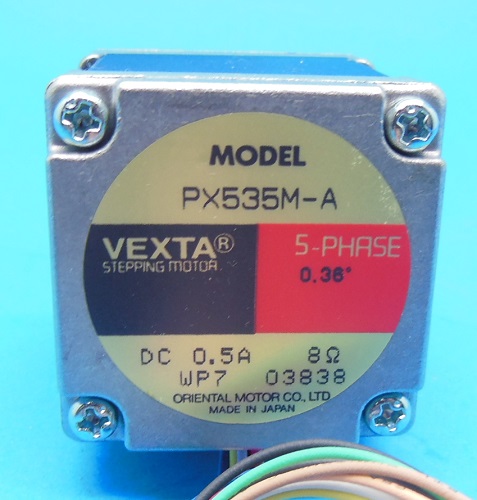 MODEL
PX535M-A
VEXTA®
STEPPING MOTOR
5-PHASE
0.36°
DC 0.5A 8Ω
WP7 03838
ORIENTAL MOTOR CO., LTD
MADE IN JAPAN